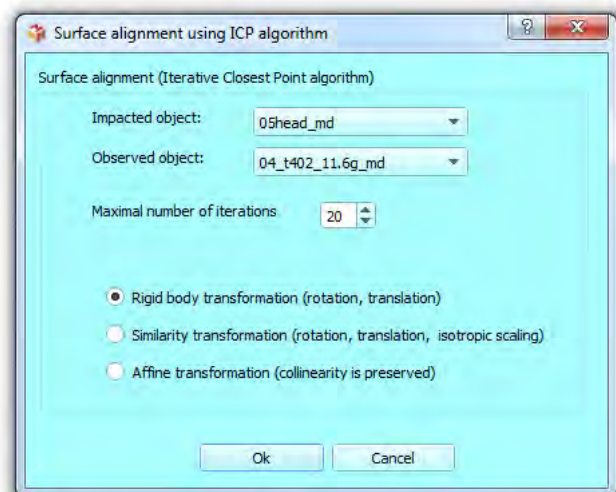 Surface alignment using ICP algorithm
Surface alignment (Iterative Closest Point algorithm)
Impacted object: 05head_md
Observed object: 04_t402_11.6g_md
Maximal number of iterations 20
Rigid body transformation (rotation, translation)
Similarity transformation (rotation, translation, isotropic scaling)
Affine transformation (collinearity is preserved)
Ok Cancel